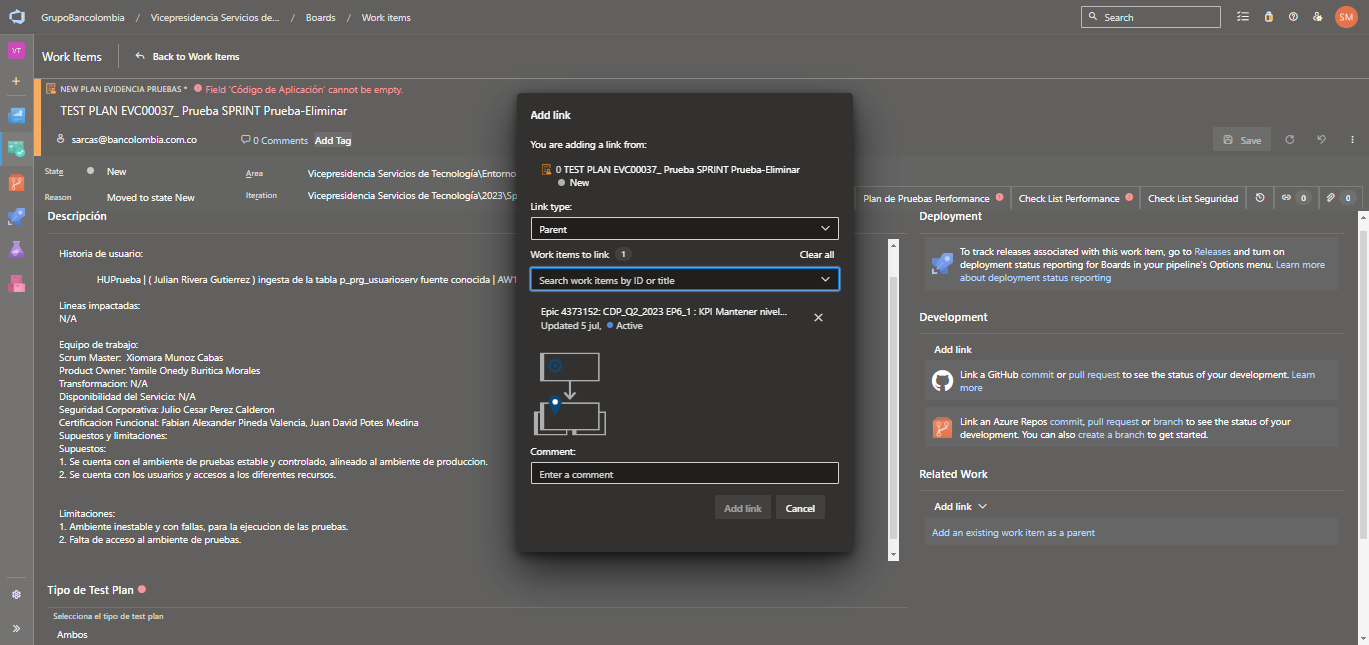 GrupoBancolombia / Vicepresidencia Servicios de... / Boards / Work items
Search
SM
VT
Work Items
Back to Work Items
NEW PLAN EVIDENCIA PRUEBAS * Field 'Código de Aplicación' cannot be empty.
TEST PLAN EVC00037_ Prueba SPRINT Prueba-Eliminar
sarcas@bancolombia.com.co
0 Comments
Add Tag
Save
State
New
Area
Vicepresidencia Servicios de Tecnología\Entorno
Reason
Moved to state New
Iteration
Vicepresidencia Servicios de Tecnología\2023\Sp
Plan de Pruebas Performance
Check List Performance
Check List Seguridad
0
0
Descripción
Historia de usuario:
HUPrueba | ( Julian Rivera Gutierrez ) ingesta de la tabla p_prg_usuarioserv fuente conocida | AW1
Lineas impactadas:
N/A
Equipo de trabajo:
Scrum Master: Xiomara Munoz Cabas
Product Owner: Yamile Onedy Buritica Morales
Transformacion: N/A
Disponibilidad del Servicio: N/A
Seguridad Corporativa: Julio Cesar Perez Calderon
Certificacion Funcional: Fabian Alexander Pineda Valencia, Juan David Potes Medina
Supuestos y limitaciones:
Supuestos:
1. Se cuenta con el ambiente de pruebas estable y controlado, alineado al ambiente de produccion.
2. Se cuenta con los usuarios y accesos a los diferentes recursos.
Limitaciones:
1. Ambiente inestable y con fallas, para la ejecucion de las pruebas.
2. Falta de acceso al ambiente de pruebas.
Tipo de Test Plan
Selecciona el tipo de test plan
Ambos
Add link
You are adding a link from:
0 TEST PLAN EVC00037_ Prueba SPRINT Prueba-Eliminar
New
Link type:
Parent
Work items to link 1
Clear all
Search work items by ID or title
Epic 4373152: CDP_Q2_2023 EP6_1 : KPI Mantener nivel...
Updated 5 jul, Active
Comment:
Enter a comment
Add link
Cancel
Deployment
To track releases associated with this work item, go to Releases and turn on
deployment status reporting for Boards in your pipeline's Options menu. Learn more
about deployment status reporting
Development
Add link
Link a GitHub commit or pull request to see the status of your development. Learn
more
Link an Azure Repos commit, pull request or branch to see the status of your
development. You can also create a branch to get started.
Related Work
Add link
Add an existing work item as a parent